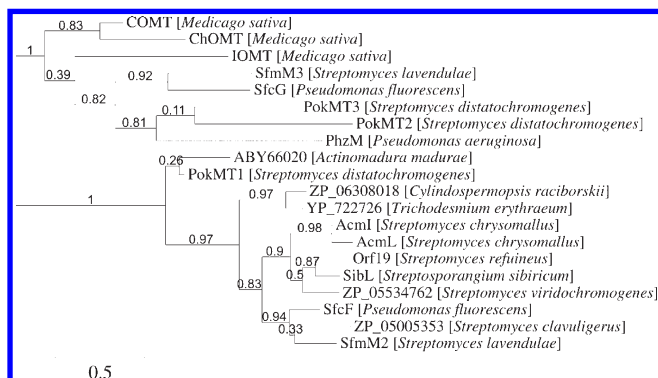 0.83 COMT [Medicago sativa]
ChOMT [Medicago sativa]
1
IOMT [Medicago sativa]
0.39 0.92 SfmM3 [Streptomyces lavendulae]
SfcG [Pseudomonas fluorescens]
0.82
0.11 PokMT3 [Streptomyces distatochromogenes]
0.81 PokMT2 [Streptomyces distatochromogenes]
PhzM [Pseudomonas aeruginosa]
0.26 ABY66020 [Actinomadura madurae]
PokMT1 [Streptomyces distatochromogenes]
0.97 ZP_06308018 [Cylindospermopsis raciborskii]
1 YP_722726 [Trichodesmium erythraeum]
0.98 AcmI [Streptomyces chrysomallus]
0.97 AcmL [Streptomyces chrysomallus]
0.9 Orf19 [Streptomyces refuineus]
0.87 SibL [Streptosporangium sibiricum]
0.83 0.5 ZP_05534762 [Streptomyces viridochromogenes]
SfcF [Pseudomonas fluorescens]
0.94 ZP_05005353 [Streptomyces clavuligerus]
0.33 SfmM2 [Streptomyces lavendulae]
0.5